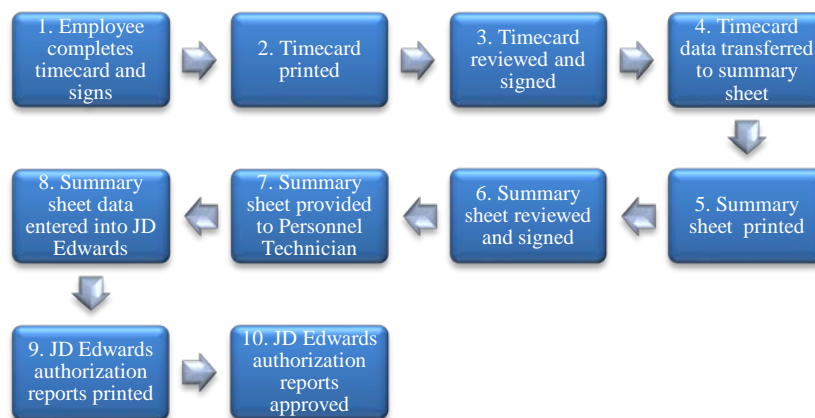 1. Employee
completes
timecard and
signs
2. Timecard
printed
3. Timecard
reviewed and
signed
4. Timecard
data transferred
to summary
sheet
5. Summary
sheet printed
6. Summary
sheet reviewed
and signed
7. Summary
sheet provided
to Personnel
Technician
8. Summary
sheet data
entered into JD
Edwards
9. JD Edwards
authorization
reports printed
10. JD Edwards
authorization
reports
approved